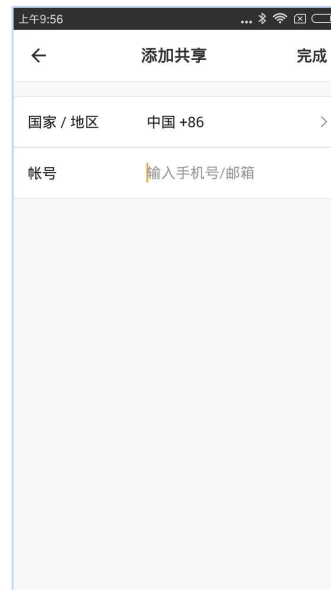 上午9:56 ...
添加共享 完成
国家 / 地区 中国 +86
帐号 输入手机号/邮箱